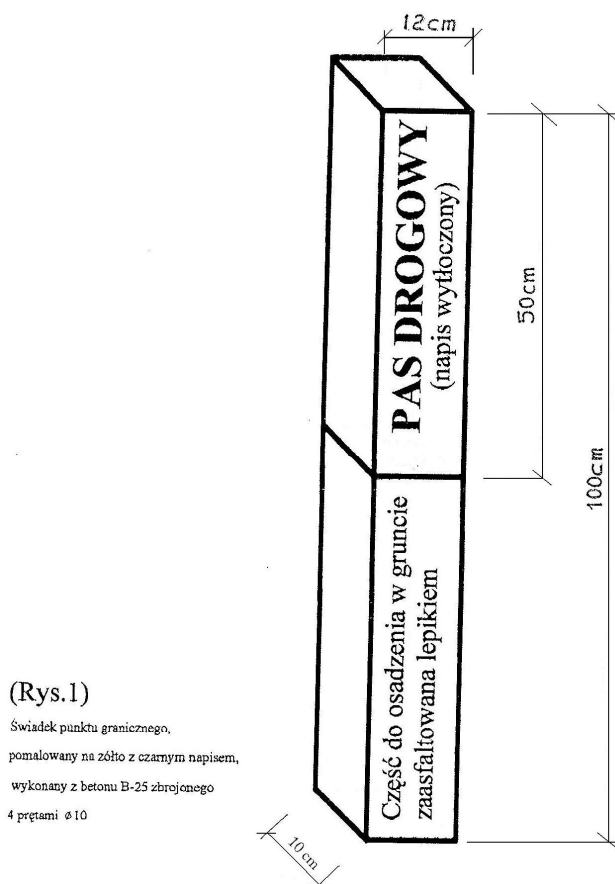 12cm
PAS DROGOWY
(napis wytłoczony)
50cm
100cm
Część do osadzenia w gruncie
zaasfaltowana lepikiem
(Rys.1)
Świadek punktu granicznego,
pomalowany na żółto z czarnym napisem,
wykonany z betonu B-25 zbrojonego
4 prętami ø10
10 cm